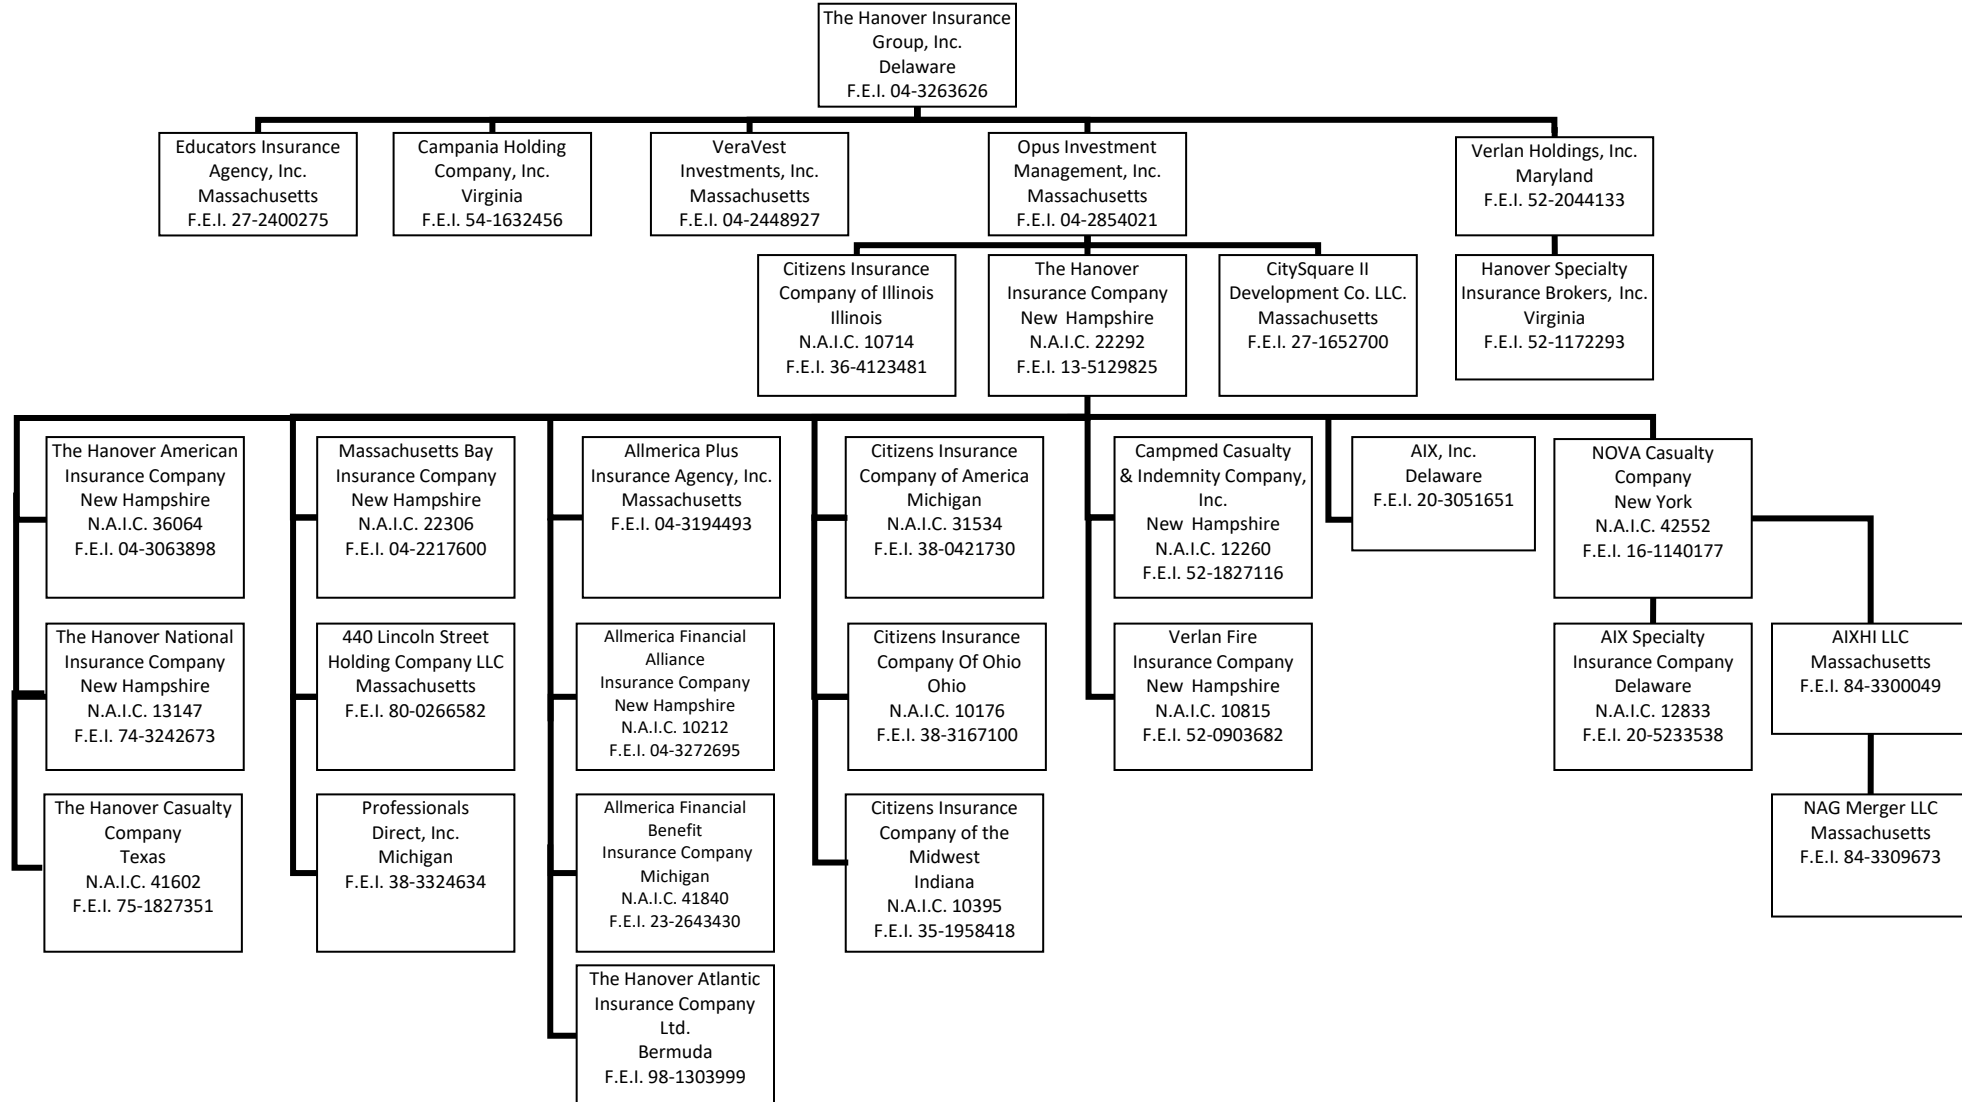 The Hanover Insurance
Group, Inc.
Delaware
F.E.I. 04-3263626
Educators Insurance
Agency, Inc.
Massachusetts
F.E.I. 27-2400275
Campania Holding
Company, Inc.
Virginia
F.E.I. 54-1632456
VeraVest
Investments, Inc.
Massachusetts
F.E.I. 04-2448927
Opus Investment
Management, Inc.
Massachusetts
F.E.I. 04-2854021
Verlan Holdings, Inc.
Maryland
F.E.I. 52-2044133
Citizens Insurance
Company of Illinois
Illinois
N.A.I.C. 10714
F.E.I. 36-4123481
The Hanover
Insurance Company
New Hampshire
N.A.I.C. 22292
F.E.I. 13-5129825
CitySquare II
Development Co. LLC.
Massachusetts
F.E.I. 27-1652700
Hanover Specialty
Insurance Brokers, Inc.
Virginia
F.E.I. 52-1172293
The Hanover American
Insurance Company
New Hampshire
N.A.I.C. 36064
F.E.I. 04-3063898
Massachusetts Bay
Insurance Company
New Hampshire
N.A.I.C. 22306
F.E.I. 04-2217600
Allmerica Plus
Insurance Agency, Inc.
Massachusetts
F.E.I. 04-3194493
Citizens Insurance
Company of America
Michigan
N.A.I.C. 31534
F.E.I. 38-0421730
Campmed Casualty
& Indemnity Company,
Inc.
New Hampshire
N.A.I.C. 12260
F.E.I. 52-1827116
AIX, Inc.
Delaware
F.E.I. 20-3051651
NOVA Casualty
Company
New York
N.A.I.C. 42552
F.E.I. 16-1140177
The Hanover National
Insurance Company
New Hampshire
N.A.I.C. 13147
F.E.I. 74-3242673
440 Lincoln Street
Holding Company LLC
Massachusetts
F.E.I. 80-0266582
Allmerica Financial
Alliance
Insurance Company
New Hampshire
N.A.I.C. 10212
F.E.I. 04-3272695
Citizens Insurance
Company Of Ohio
Ohio
N.A.I.C. 10176
F.E.I. 38-3167100
Verlan Fire
Insurance Company
New Hampshire
N.A.I.C. 10815
F.E.I. 52-0903682
AIX Specialty
Insurance Company
Delaware
N.A.I.C. 12833
F.E.I. 20-5233538
AIXHI LLC
Massachusetts
F.E.I. 84-3300049
The Hanover Casualty
Company
Texas
N.A.I.C. 41602
F.E.I. 75-1827351
Professionals
Direct, Inc.
Michigan
F.E.I. 38-3324634
Allmerica Financial
Benefit
Insurance Company
Michigan
N.A.I.C. 41840
F.E.I. 23-2643430
Citizens Insurance
Company of the
Midwest
Indiana
N.A.I.C. 10395
F.E.I. 35-1958418
NAG Merger LLC
Massachusetts
F.E.I. 84-3309673
The Hanover Atlantic
Insurance Company
Ltd.
Bermuda
F.E.I. 98-1303999